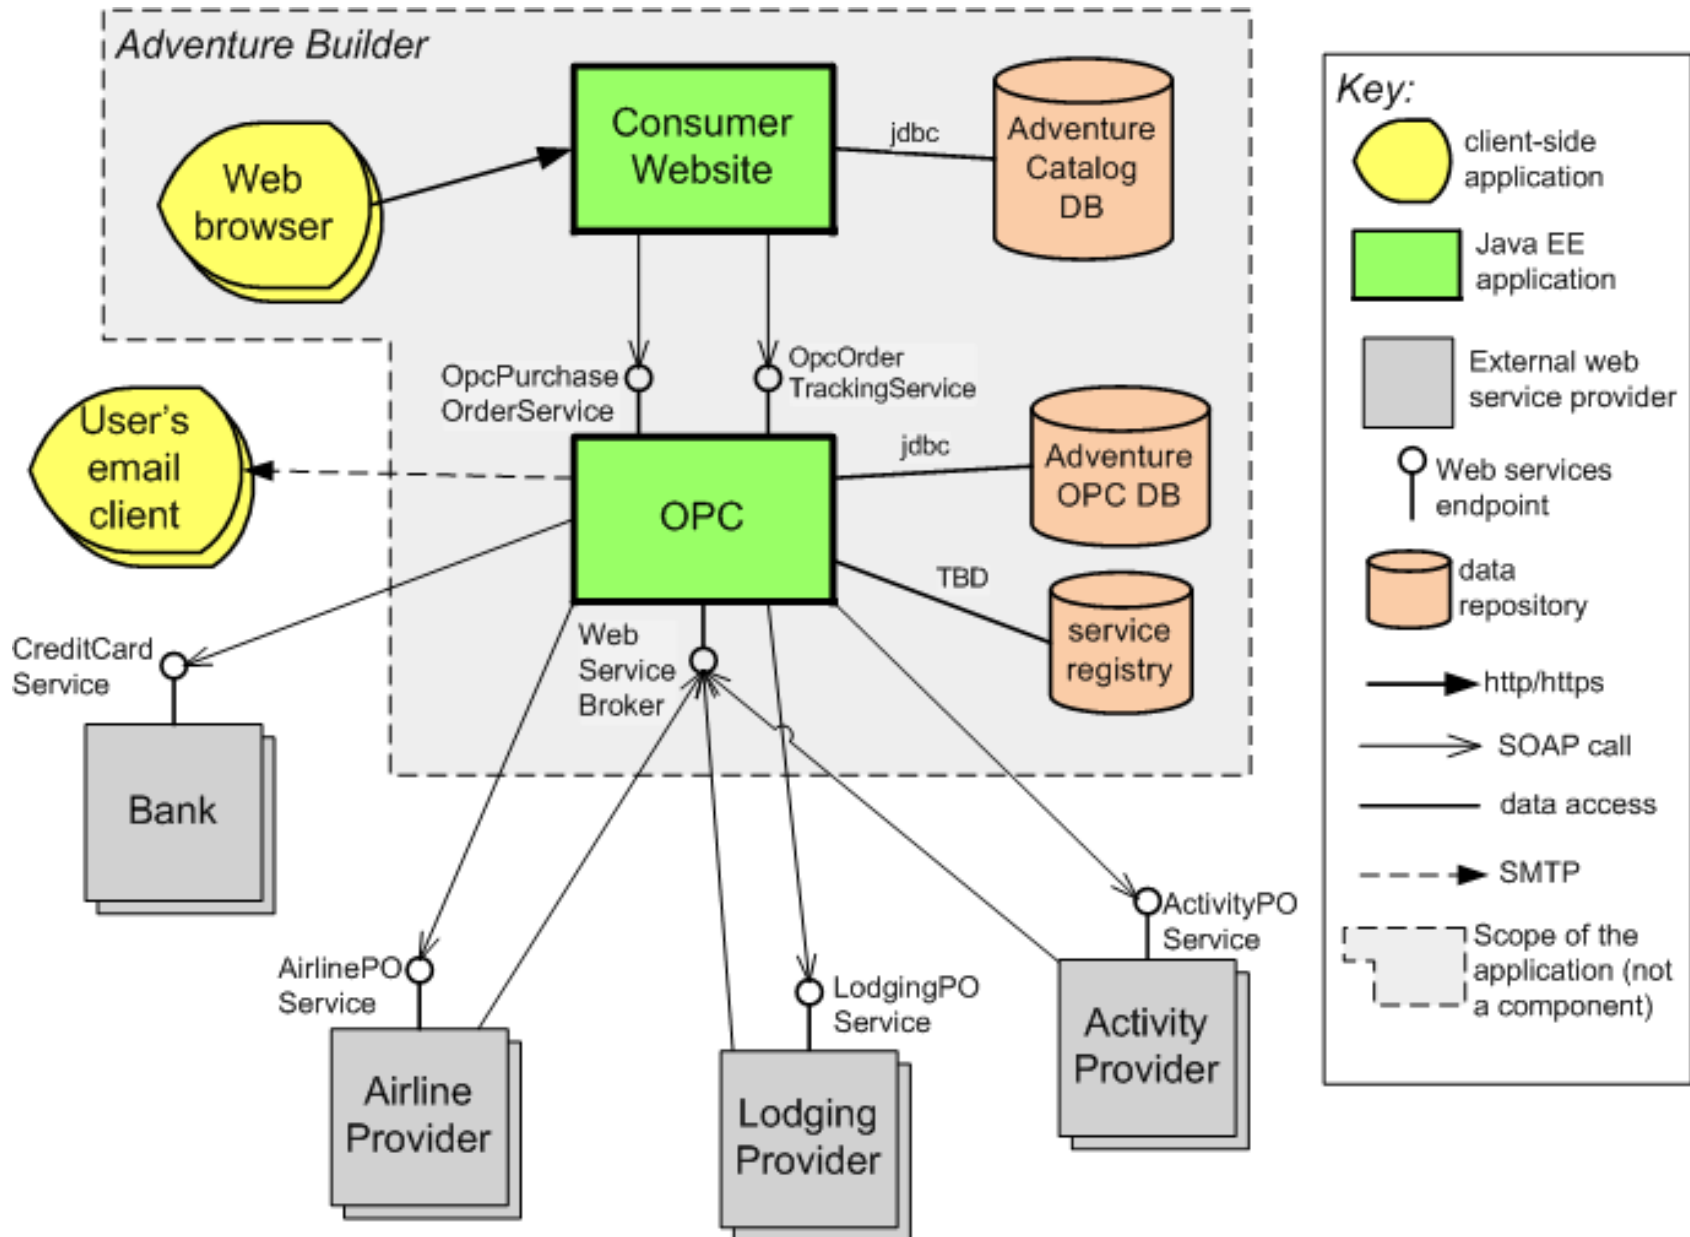 Adventure Builder
Consumer
Website
jdbc
Adventure
Catalog
DB
Web
browser
OpcPurchase
OrderService
OpcOrder
TrackingService
User's
email
client
OPC
jdbc
Adventure
OPC DB
TBD
service
registry
Web
Service
Broker
CreditCard
Service
Bank
AirlinePO
Service
Airline
Provider
LodgingPO
Service
Lodging
Provider
ActivityPO
Service
Activity
Provider
Key:
client-side
application
Java EE
application
External web
service provider
Web services
endpoint
data
repository
http/https
SOAP call
data access
SMTP
Scope of the
application (not
a component)